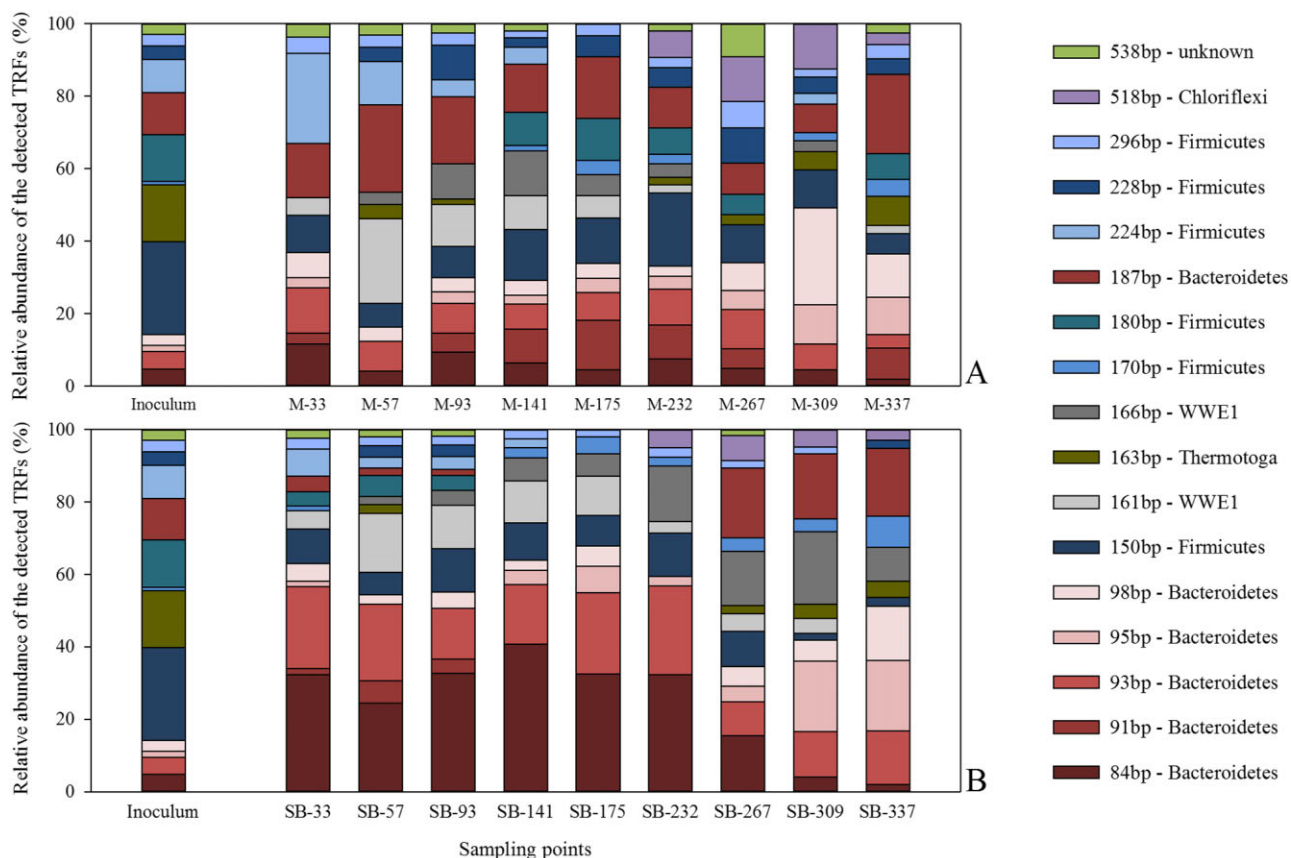 Relative abundance of the detected TRFs (%)
100
80
60
40
20
0
Inoculum M-33 M-57 M-93 M-141 M-175 M-232 M-267 M-309 M-337
A
Relative abundance of the detected TRFs (%)
100
80
60
40
20
0
Inoculum SB-33 SB-57 SB-93 SB-141 SB-175 SB-232 SB-267 SB-309 SB-337
B
Sampling points
538bp - unknown
518bp - Chloriflexi
296bp - Firmicutes
228bp - Firmicutes
224bp - Firmicutes
187bp - Bacteroidetes
180bp - Firmicutes
170bp - Firmicutes
166bp - WWE1
163bp - Thermotoga
161bp - WWE1
150bp - Firmicutes
98bp - Bacteroidetes
95bp - Bacteroidetes
93bp - Bacteroidetes
91bp - Bacteroidetes
84bp - Bacteroidetes